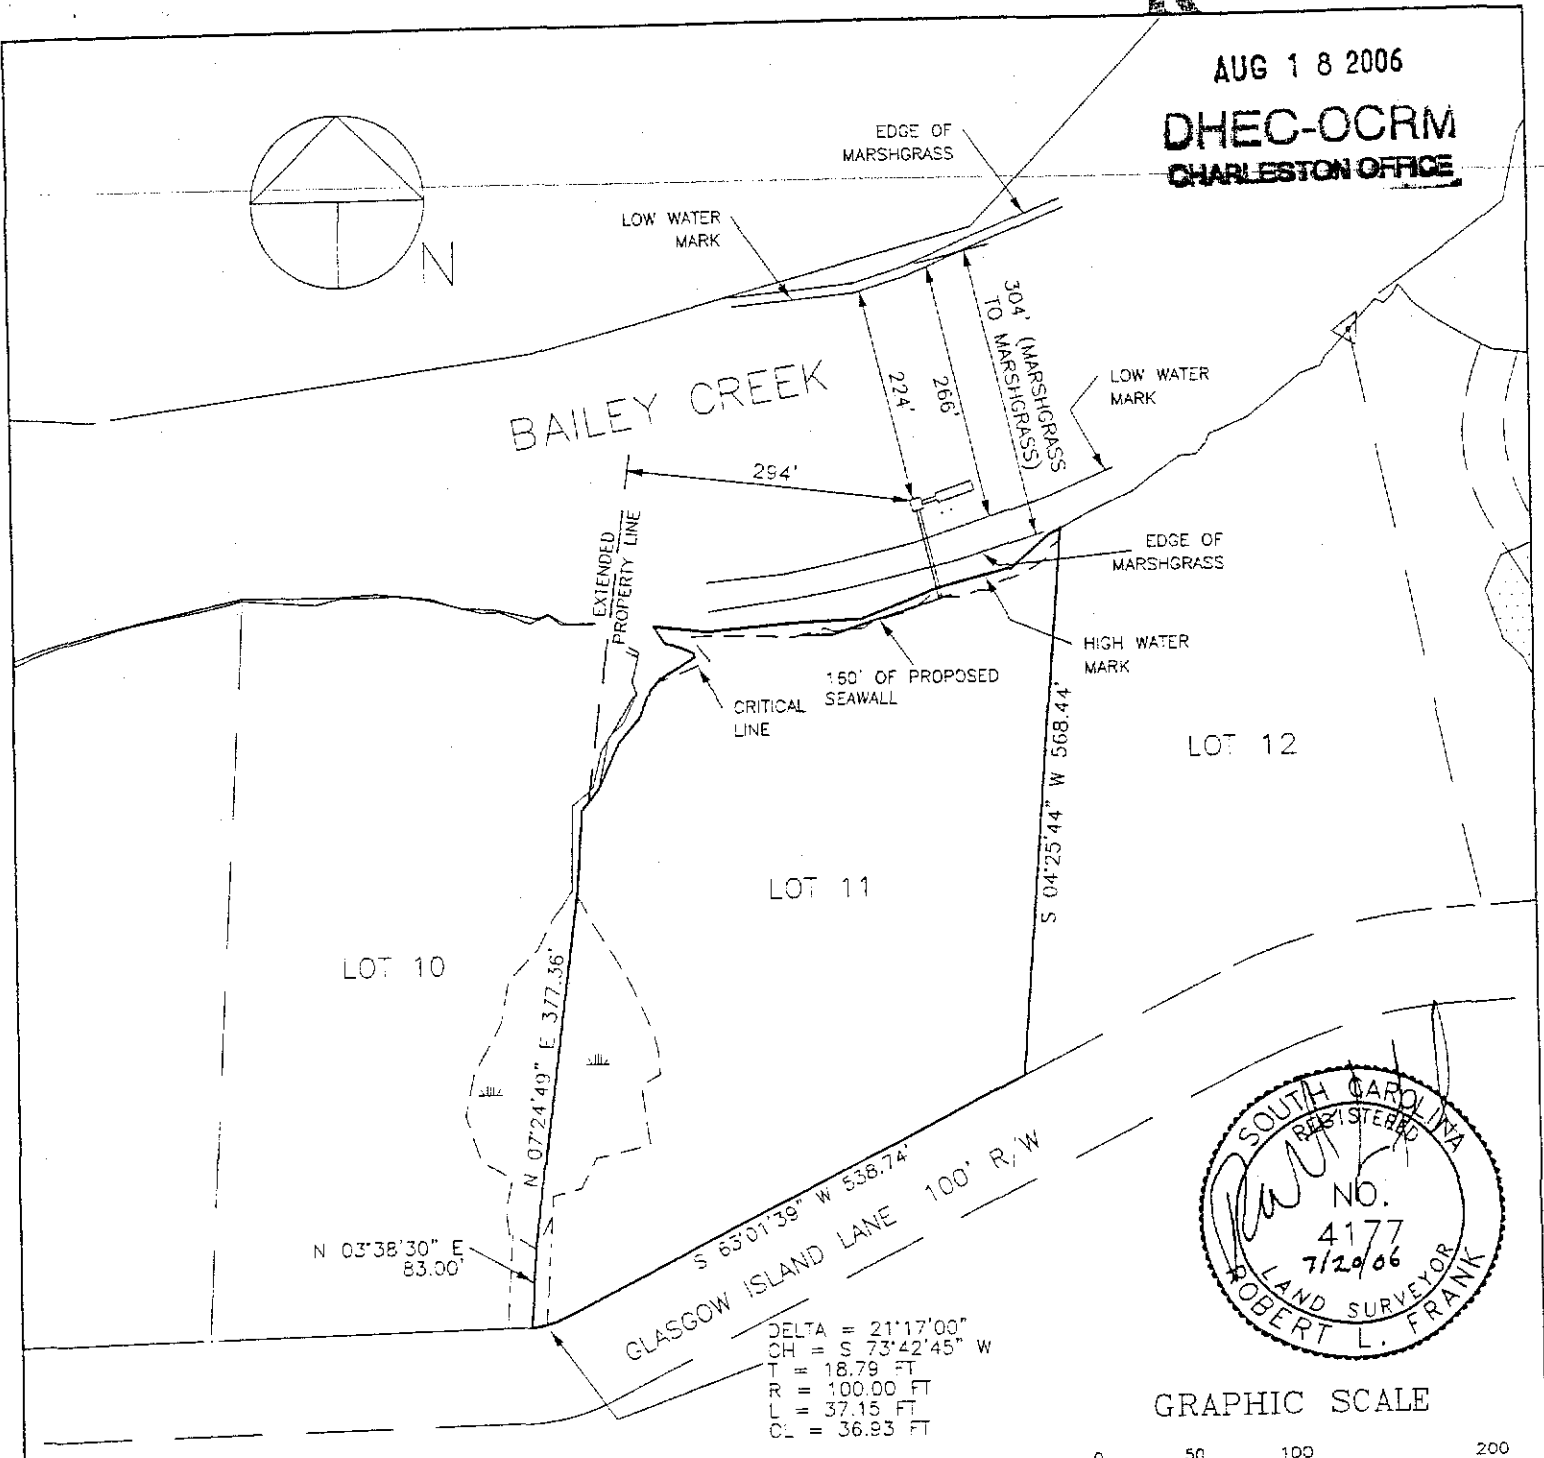 AUG 1 8 2006
DHEC-OCRM
CHARLESTON OFFICE
EDGE OF
MARSHGRASS
LOW WATER
MARK
N
304' (MARSHGRASS
TO MARSHGRASS)
266'
224'
LOW WATER
MARK
BAILEY CREEK
294'
EXTENDED
PROPERTY LINE
EDGE OF
MARSHGRASS
HIGH WATER
MARK
150' OF PROPOSED
SEAWALL
CRITICAL
LINE
S 04°25'44" W 568.44'
LOT 12
LOT 11
LOT 10
N 07°24'49" E 377.36'
N 03°38'30" E
83.00'
S 63°01'39" W 538.74'
GLASGOW ISLAND LANE 100' R/W
DELTA = 21°17'00"
CH = S 73°42'45" W
T = 18.79 FT
R = 100.00 FT
L = 37.15 FT
CL = 36.93 FT
SOUTH CAROLINA
REGISTERED
NO.
4177
7/20/06
LAND SURVEYOR
ROBERT L. FRANK
GRAPHIC SCALE
0 50 100 200